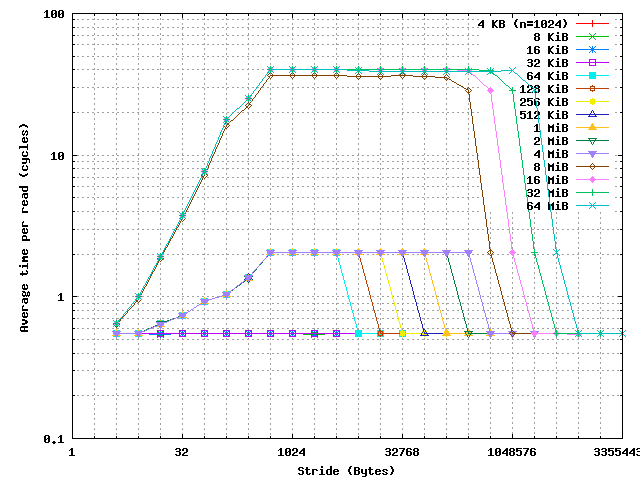 100
4 KB (n=1024)
8 KiB
16 KiB
32 KiB
64 KiB
128 KiB
256 KiB
512 KiB
1 MiB
2 MiB
4 MiB
8 MiB
16 MiB
32 MiB
64 MiB
10
1
0.1
Average time per read (cycles)
1 32 1024 32768 1048576 3355443
Stride (Bytes)